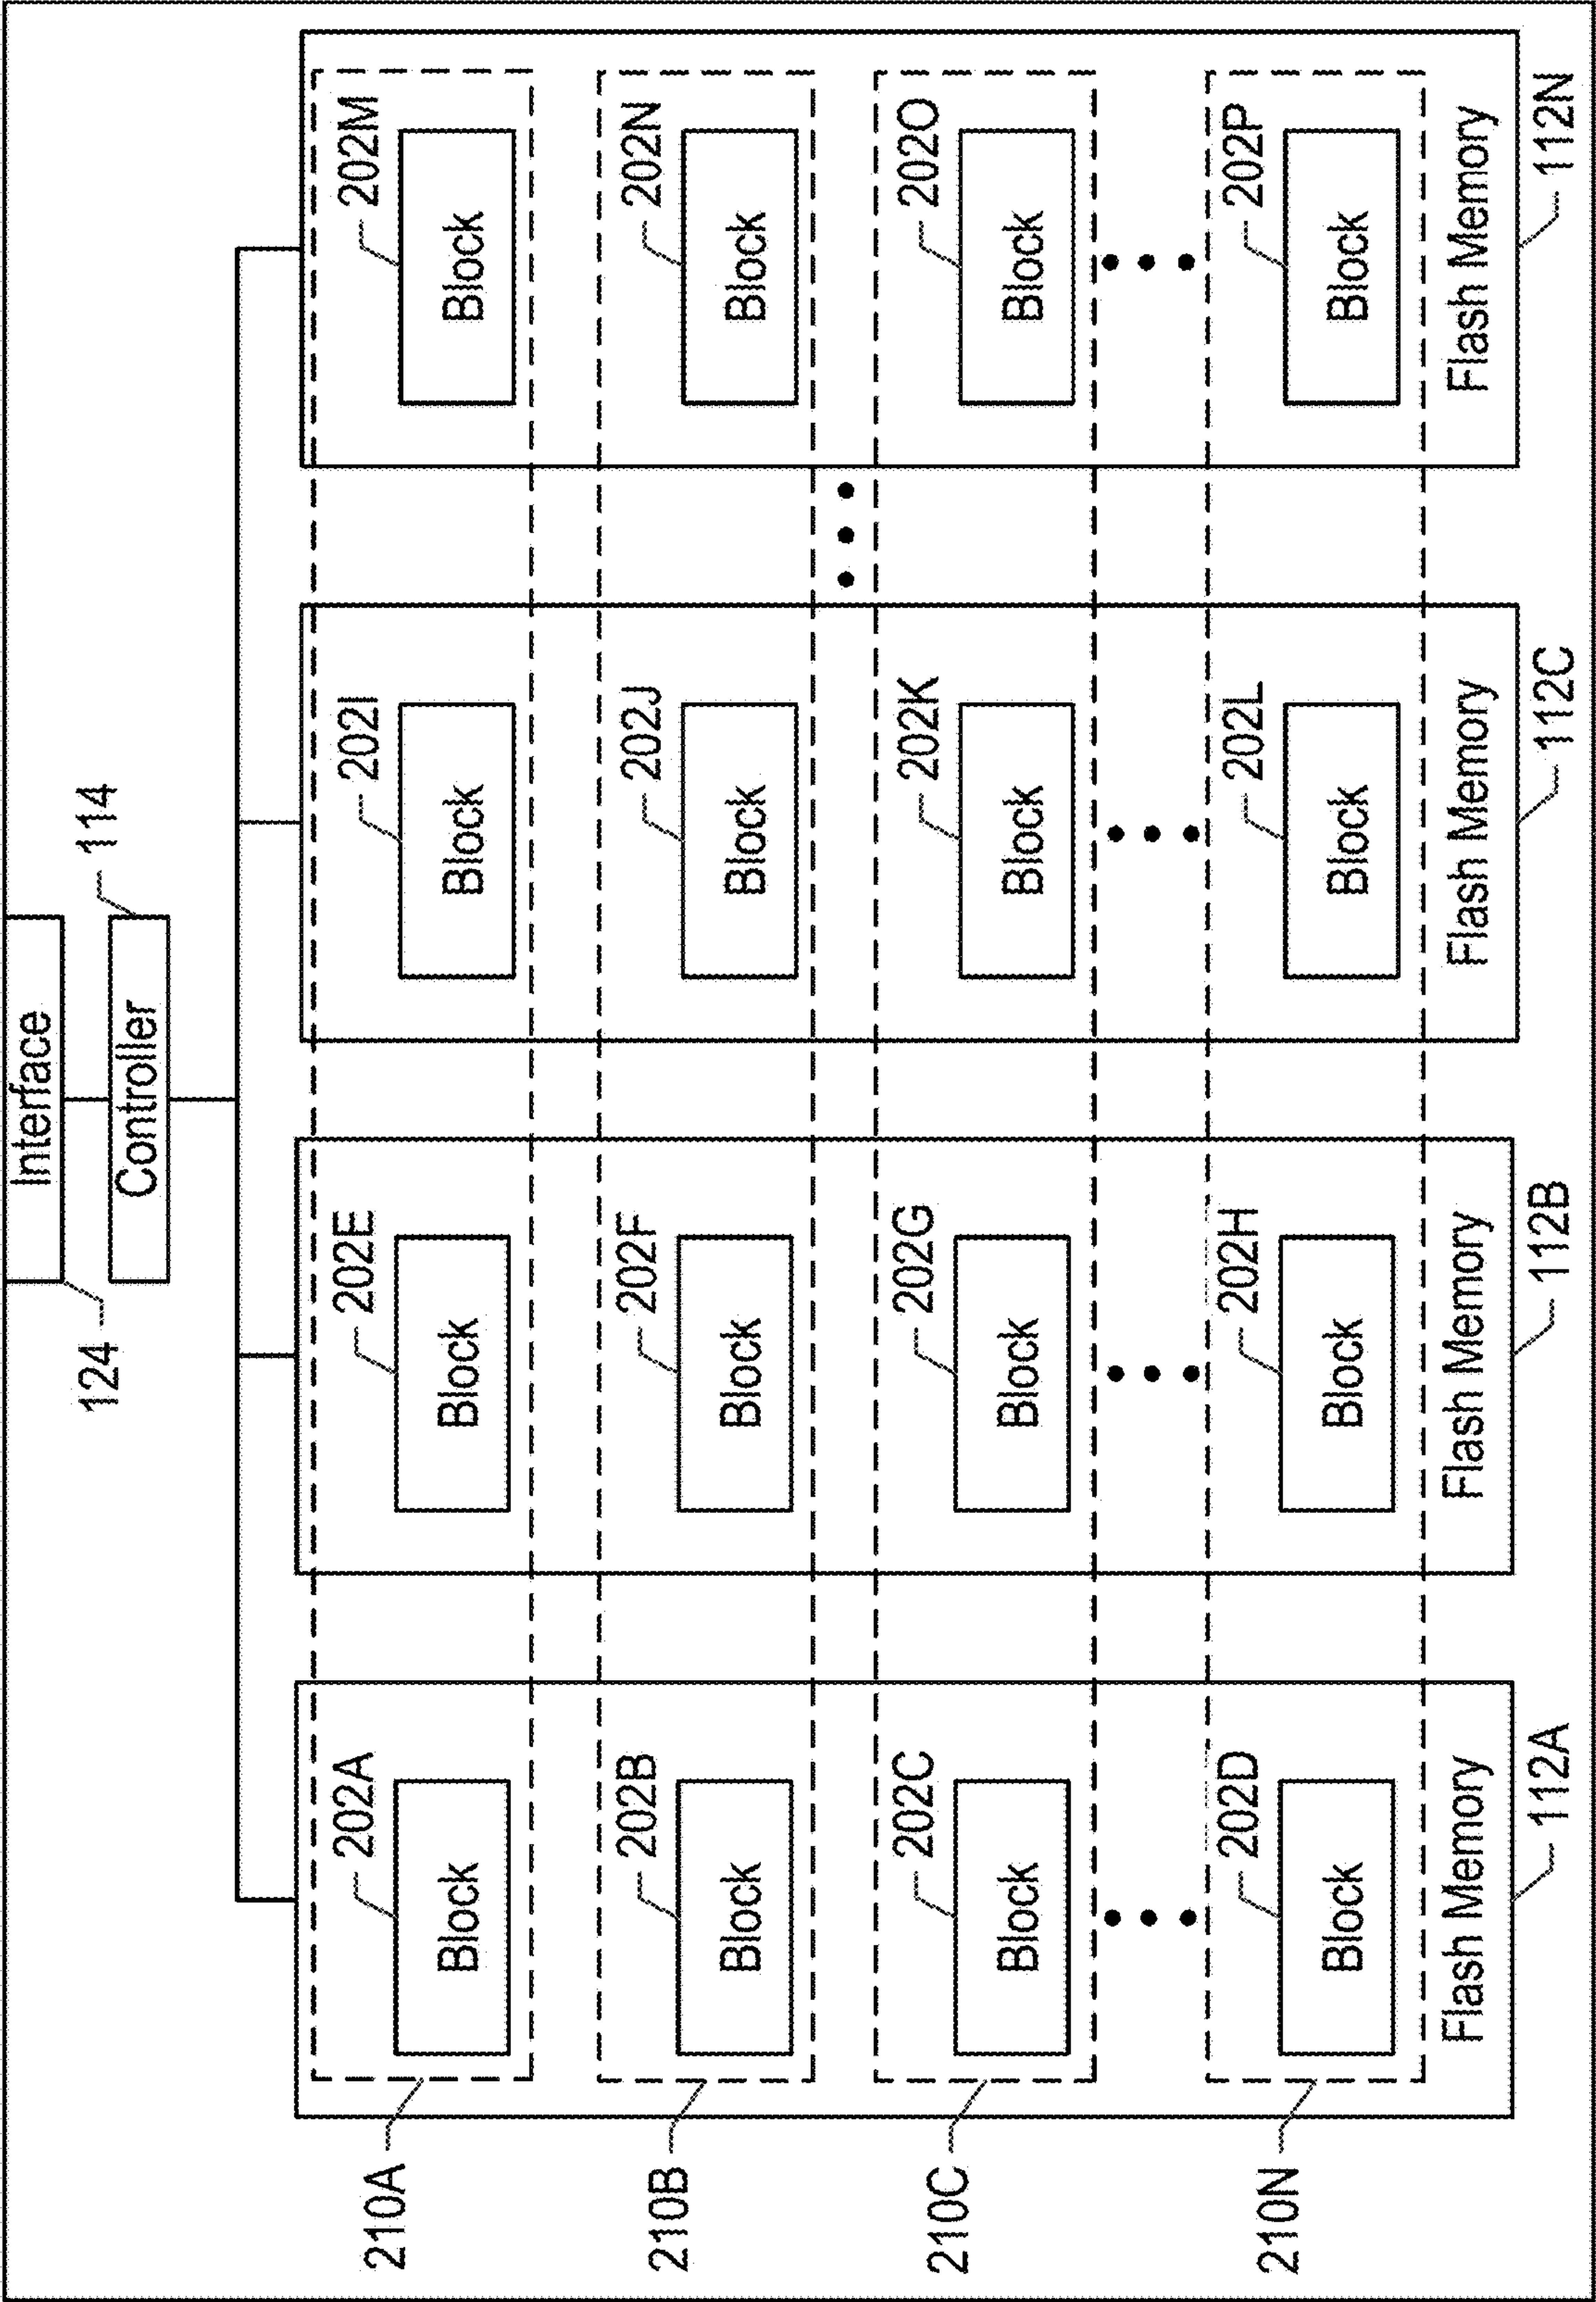 Interface
124
Controller
114
202A
202E
202I
202M
Block
Block
Block
Block
210A
202B
202F
202J
202N
Block
Block
Block
Block
210B
202C
202G
202K
202O
Block
Block
Block
Block
210C
202D
202H
202L
202P
Block
Block
Block
Block
210N
Flash Memory
Flash Memory
Flash Memory
Flash Memory
112A
112B
112C
112N